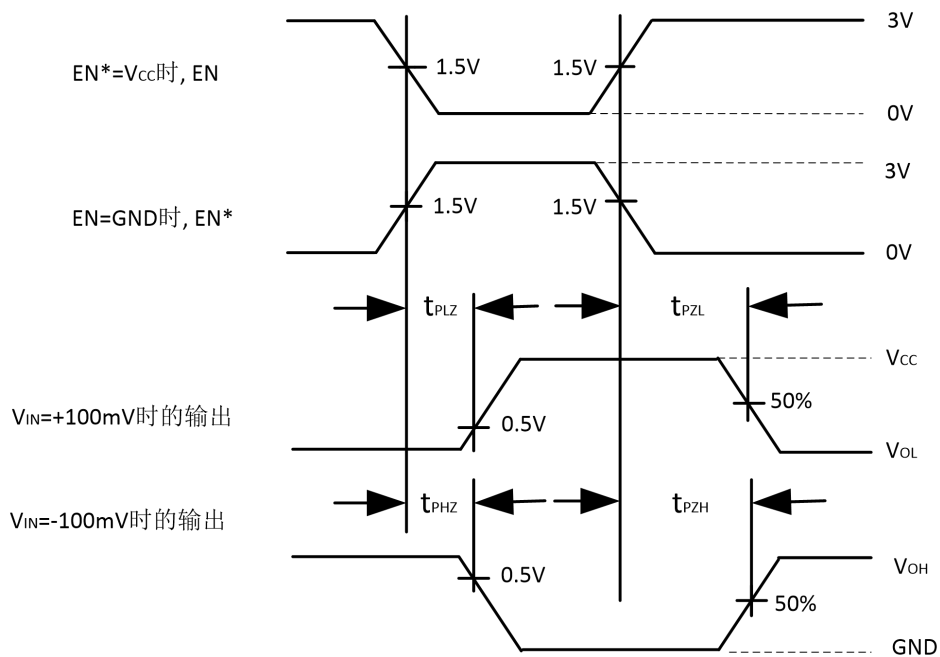 3V
EN*=VCC时, EN
1.5V
1.5V
0V
3V
EN=GND时, EN*
1.5V
1.5V
0V
tPLZ
tPZL
VCC
VIN=+100mV时的输出
0.5V
50%
VOL
tPHZ
tPZH
VIN=-100mV时的输出
VOH
0.5V
50%
GND